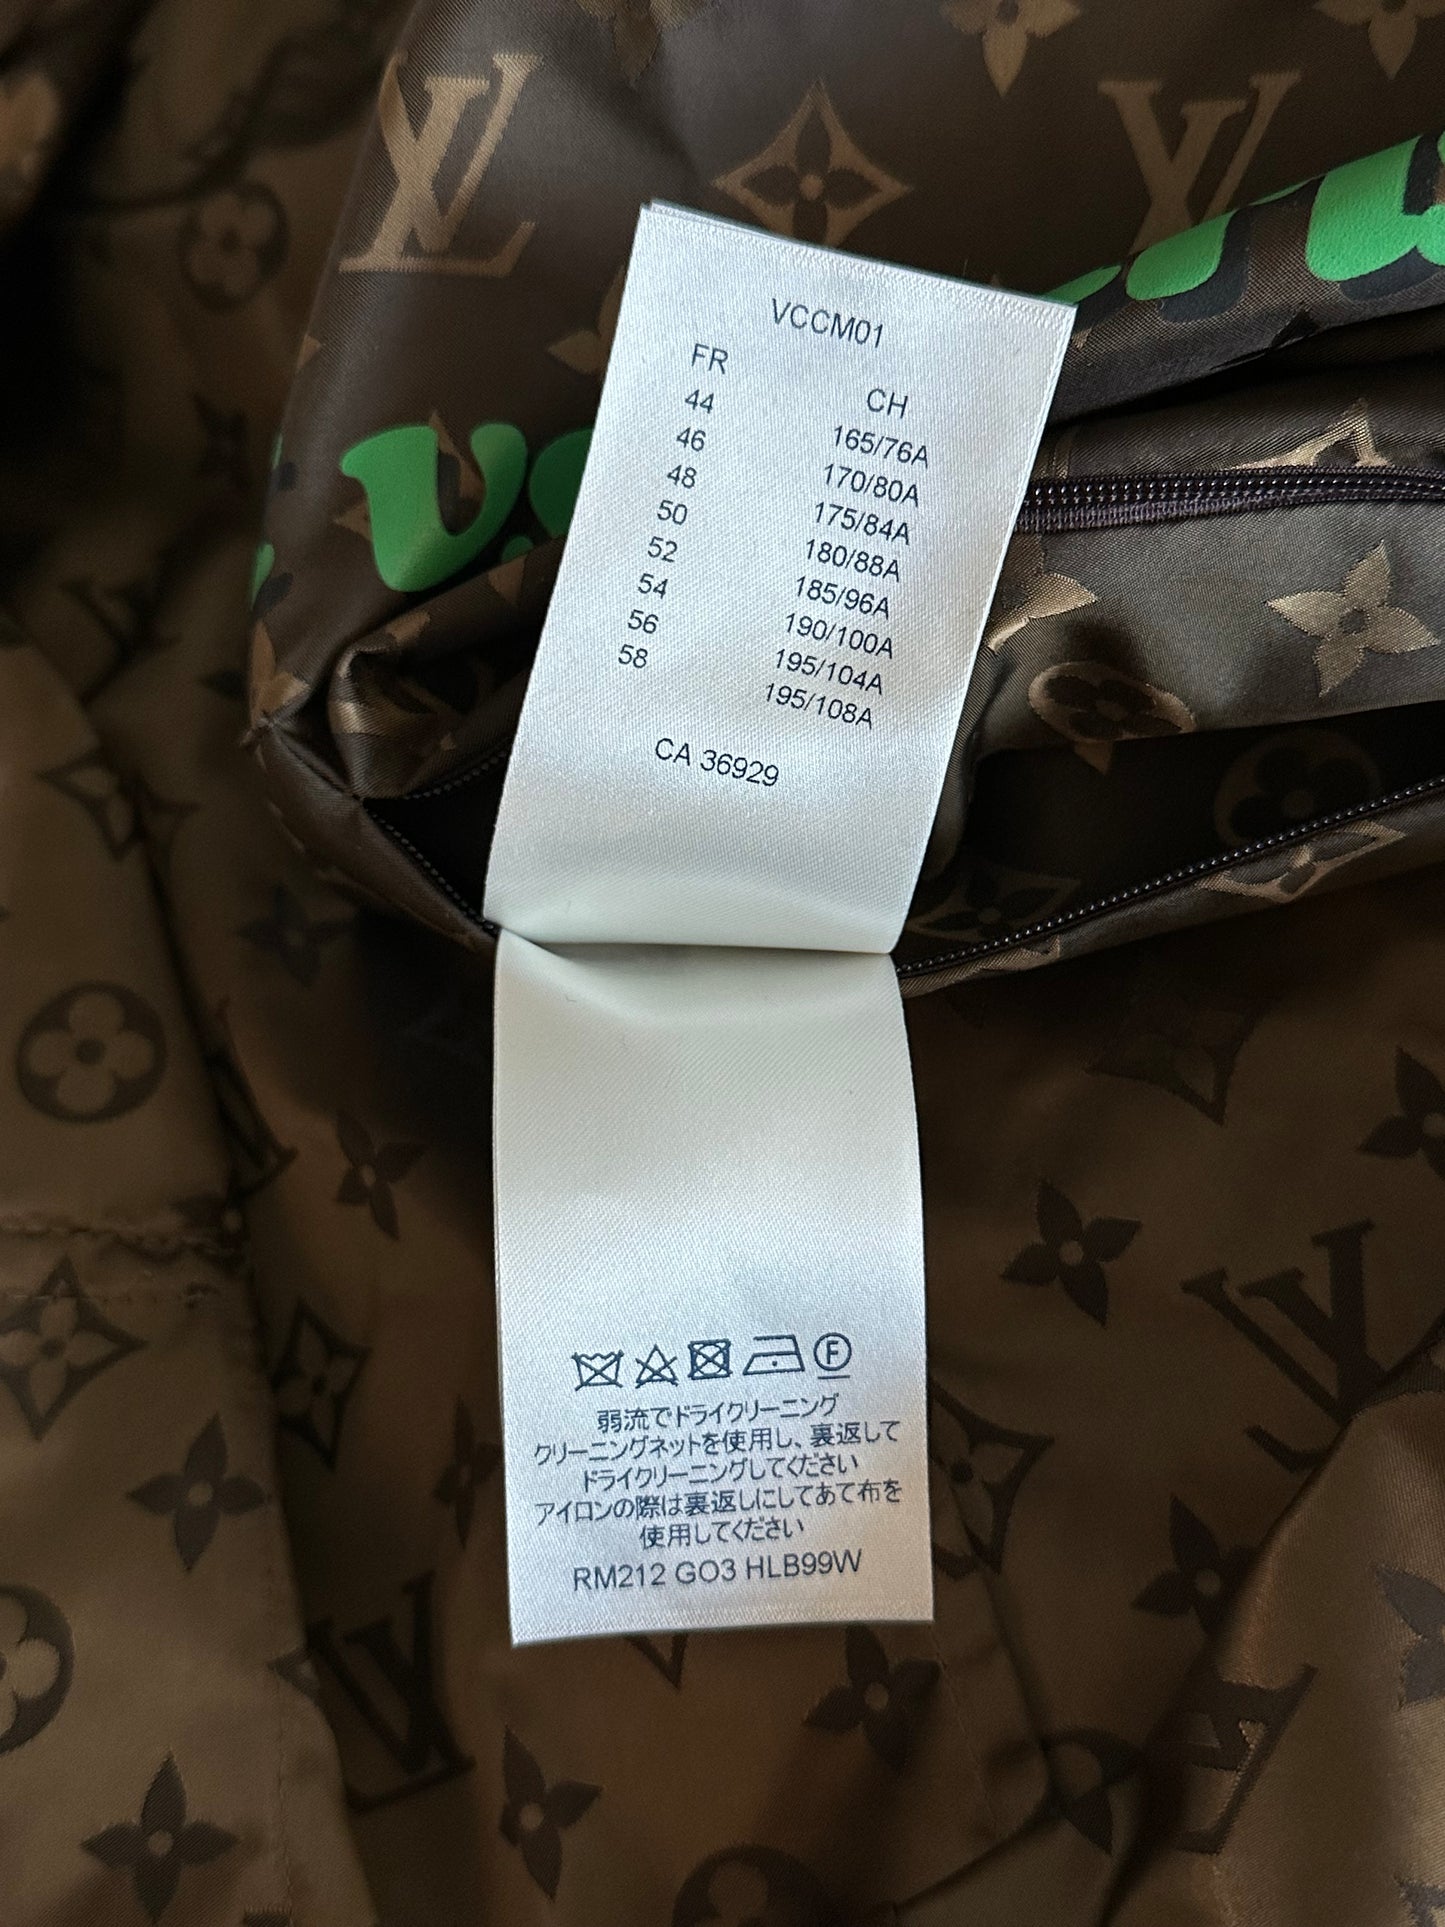 VCCM01
FR CH
44 165/76A
46 170/80A
48 175/84A
50 180/88A
52 185/96A
54 190/100A
56 195/104A
58 195/108A
CA 36929
F
弱流でドライクリーニング
クリーニングネットを使用し、裏返して
ドライクリーニングしてください
アイロンの際は裏返しにしてあて布を
使用してください
RM212 GO3 HLB99W
LV
LV
LV
LV